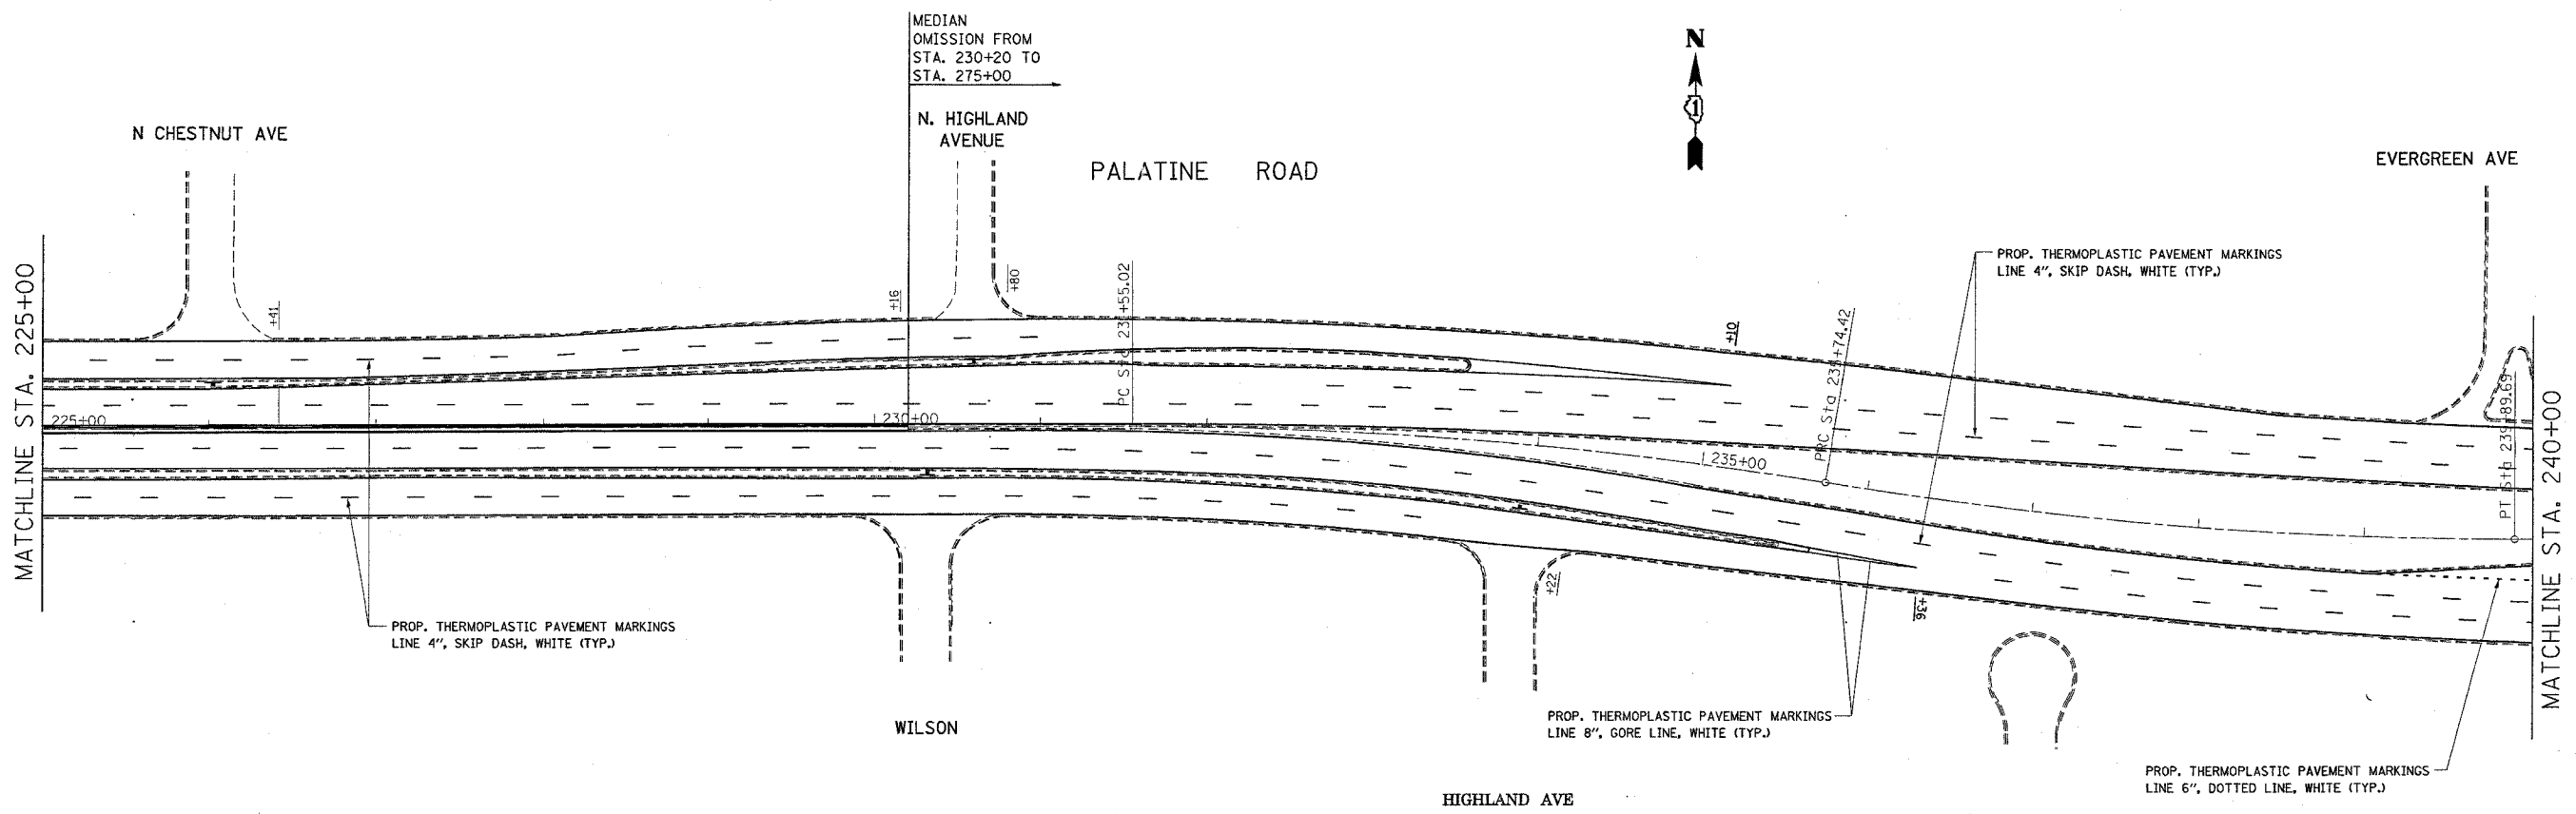 MEDIAN
OMISSION FROM
STA. 230+20 TO
STA. 275+00
N
1
N CHESTNUT AVE
N. HIGHLAND
AVENUE
PALATINE ROAD
EVERGREEN AVE
MATCHLINE STA. 225+00
+41
+16
+80
PC Sta 231+55.02
+10
PRC Sta 235+74.42
PROP. THERMOPLASTIC PAVEMENT MARKINGS
LINE 4", SKIP DASH, WHITE (TYP.)
PT Sta 239+89.69
MATCHLINE STA. 240+00
225+00
230+00
235+00
+22
+36
PROP. THERMOPLASTIC PAVEMENT MARKINGS
LINE 4", SKIP DASH, WHITE (TYP.)
WILSON
PROP. THERMOPLASTIC PAVEMENT MARKINGS
LINE 8", GORE LINE, WHITE (TYP.)
PROP. THERMOPLASTIC PAVEMENT MARKINGS
LINE 6", DOTTED LINE, WHITE (TYP.)
HIGHLAND AVE